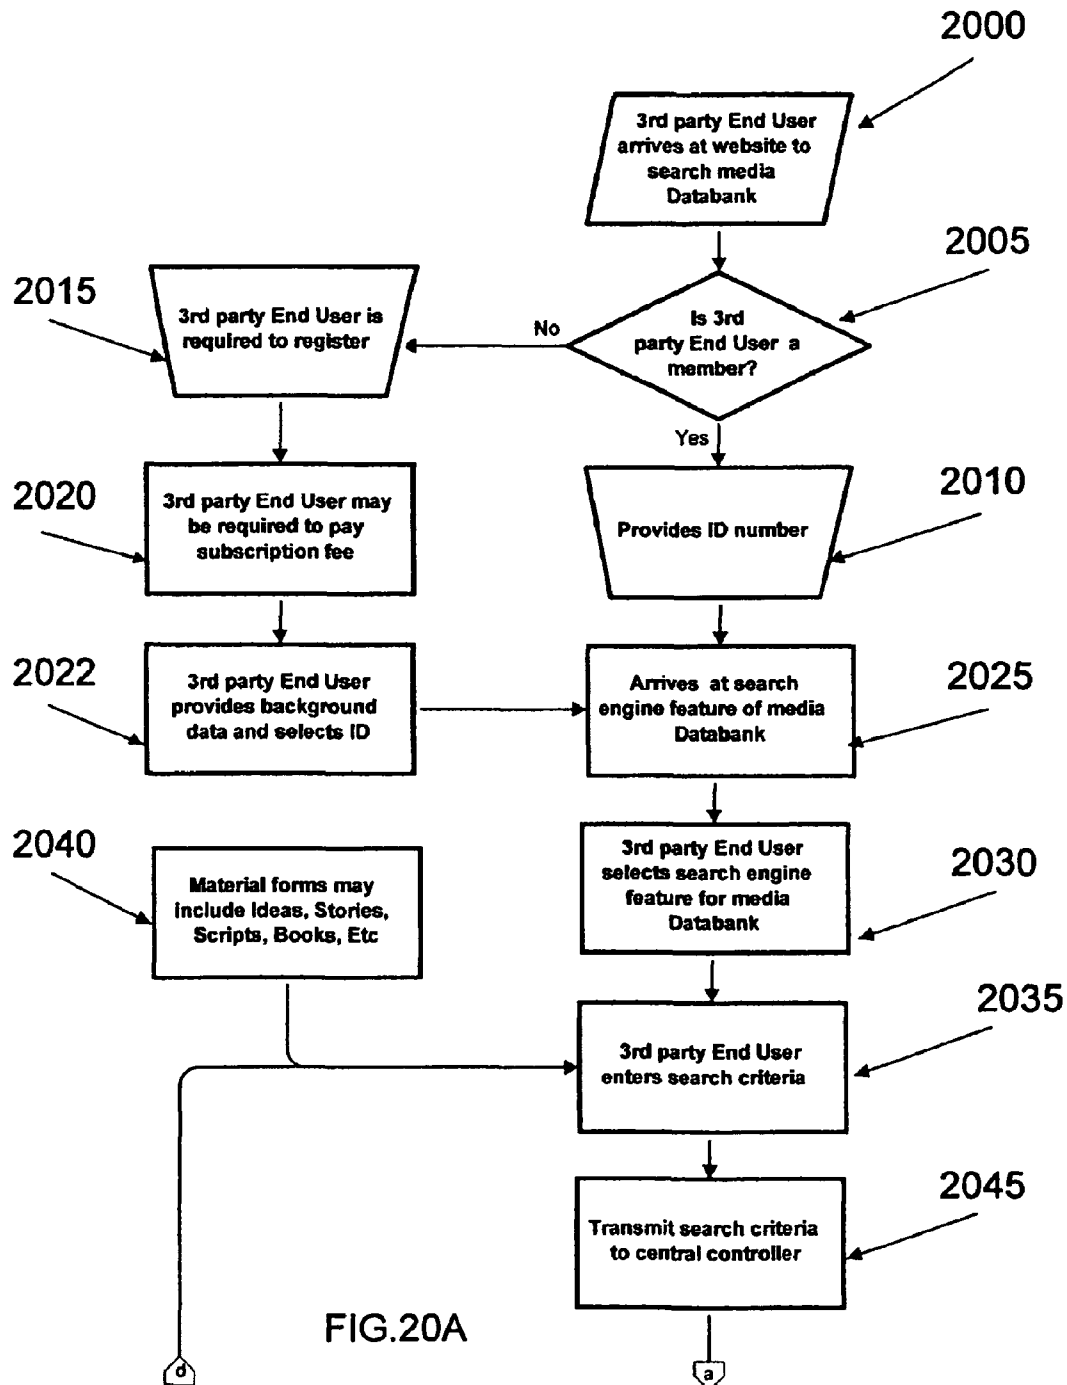 2000
3rd party End User
arrives at website to
search media
Databank
2005
Is 3rd
party End User a
member?
No
Yes
2015
3rd party End User is
required to register
2020
3rd party End User may
be required to pay
subscription fee
2010
Provides ID number
2022
3rd party End User
provides background
data and selects ID
2025
Arrives at search
engine feature of media
Databank
2030
3rd party End User
selects search engine
feature for media
Databank
2040
Material forms may
include Ideas, Stories,
Scripts, Books, Etc
2035
3rd party End User
enters search criteria
2045
Transmit search criteria
to central controller
FIG.20A
d
a